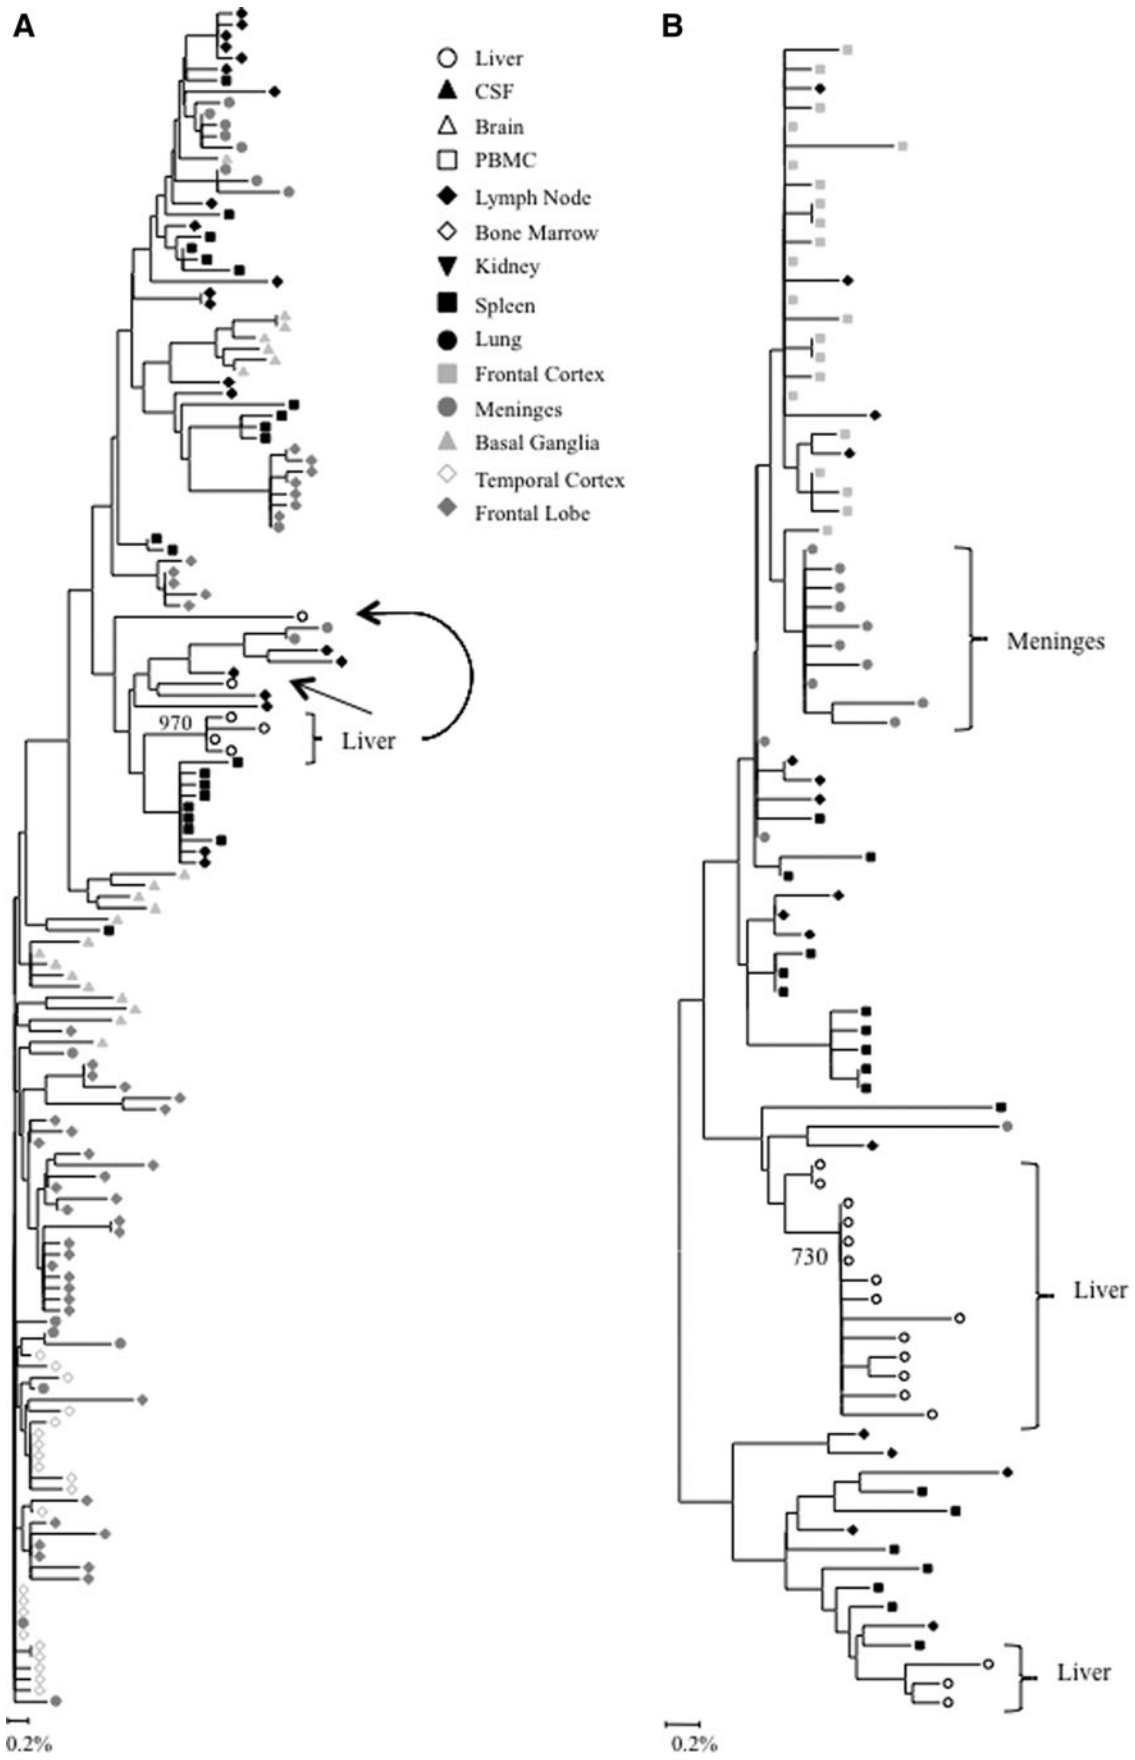 A
B
Liver
CSF
Brain
PBMC
Lymph Node
Bone Marrow
Kidney
Spleen
Lung
Frontal Cortex
Meninges
Basal Ganglia
Temporal Cortex
Frontal Lobe
970
Liver
0.2%
Meninges
730
Liver
Liver
0.2%